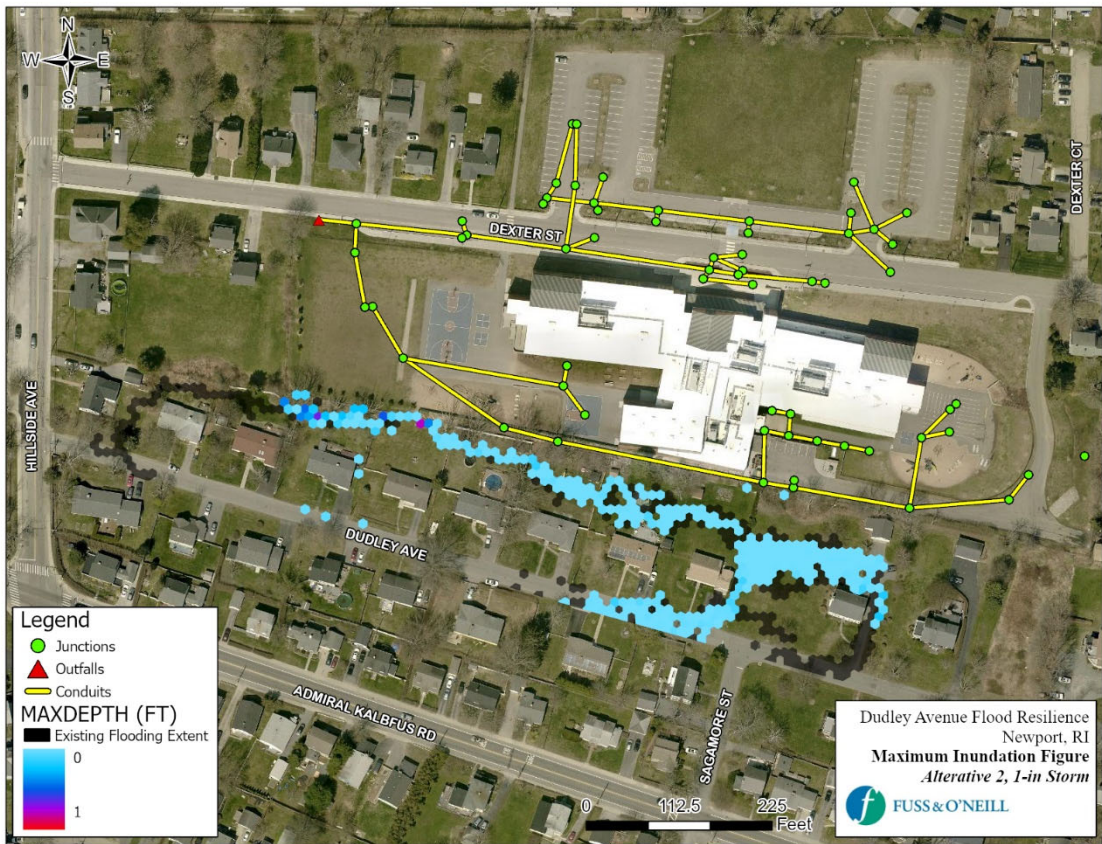 N
W E
S
DEXTER CT
DEXTER ST
HILLSIDE AVE
DUDLEY AVE
ADMIRAL KALBFUS RD
SAGAMORE ST
Legend
Junctions
Outfalls
Conduits
MAXDEPTH (FT)
Existing Flooding Extent
0
1
0 112.5 225
Feet
Dudley Avenue Flood Resilience
Newport, RI
Maximum Inundation Figure
Alterative 2, 1-in Storm
f FUSS & O'NEILL